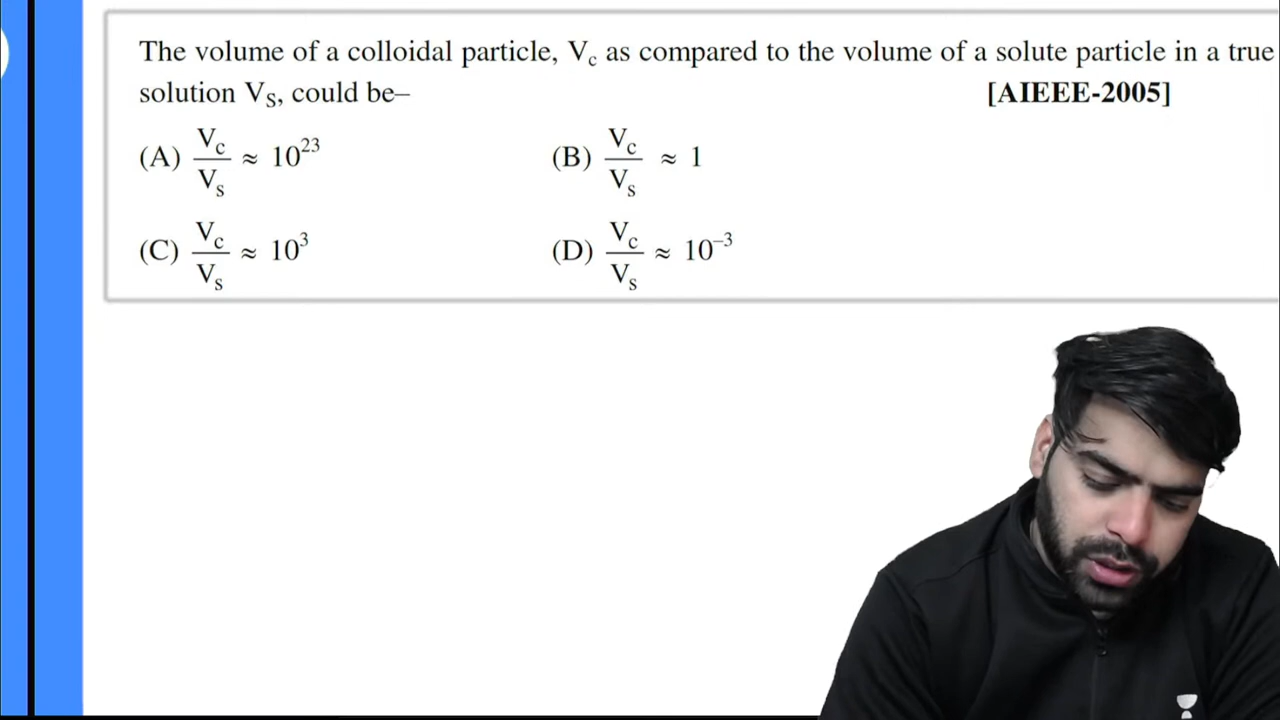 The volume of a colloidal particle, V_c as compared to the volume of a solute particle in a true
solution V_S, could be– [AIEEE-2005]
(A) V_c/V_s ≈ 10^23 (B) V_c/V_s ≈ 1
(C) V_c/V_s ≈ 10^3 (D) V_c/V_s ≈ 10^–3